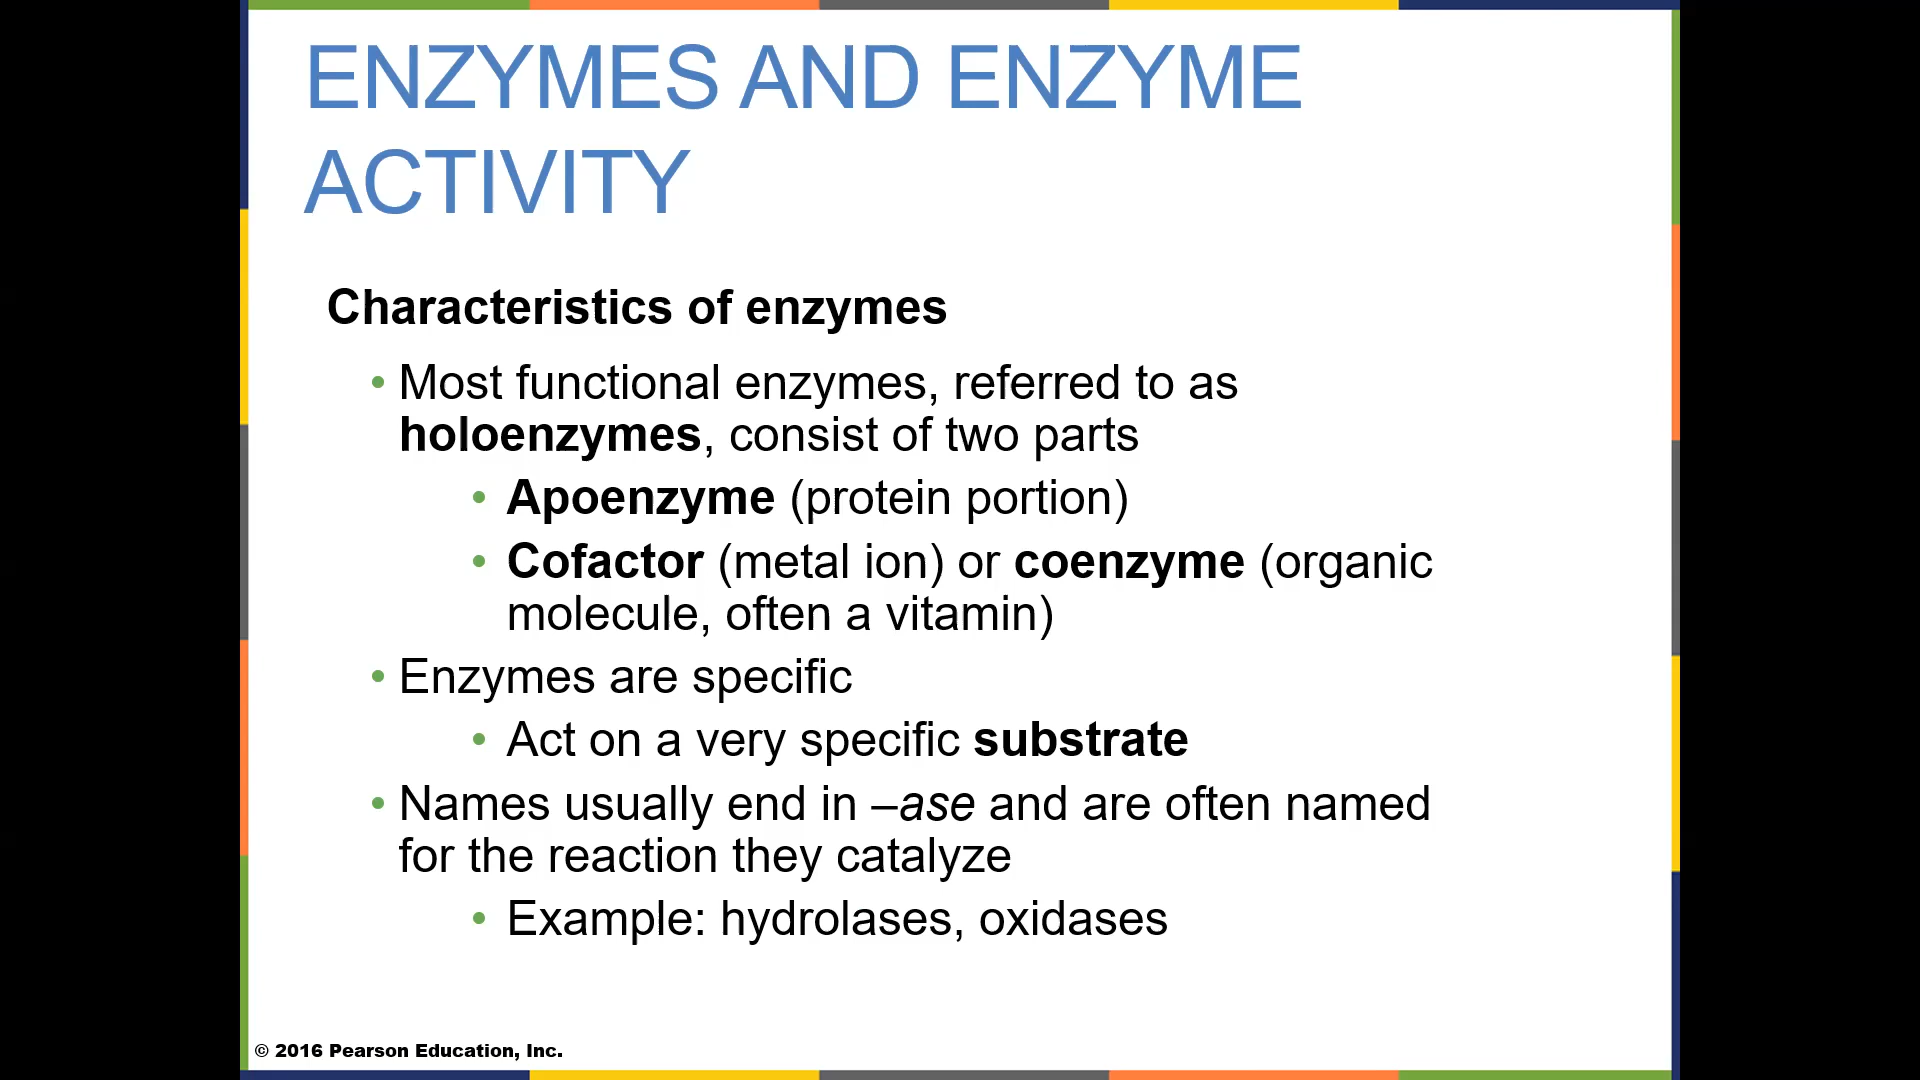 ENZYMES AND ENZYME
ACTIVITY
Characteristics of enzymes
• Most functional enzymes, referred to as
holoenzymes, consist of two parts
• Apoenzyme (protein portion)
• Cofactor (metal ion) or coenzyme (organic
molecule, often a vitamin)
• Enzymes are specific
• Act on a very specific substrate
• Names usually end in –ase and are often named
for the reaction they catalyze
• Example: hydrolases, oxidases
© 2016 Pearson Education, Inc.